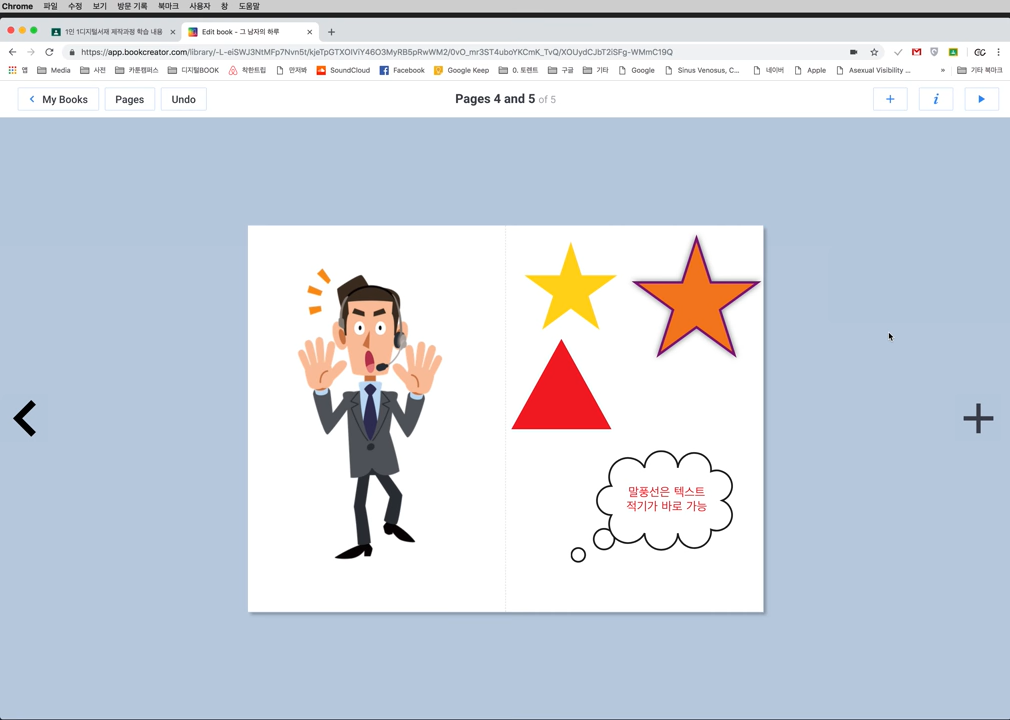 Chrome 파일 수정 보기 방문 기록 북마크 사용자 창 도움말
1인 1디지털서재 제작과정 학습 내용
Edit book - 그 남자의 하루
https://app.bookcreator.com/library/-L-eiSWJ3NtMFp7Nvn5t/kjeTpGTXOIViY46O3MyRB5pRwWM2/0vO_mr3ST4uboYKCmK_TvQ/XOUydCJbT2iSFg-WMmC19Q
앱 Media 사전 카툰캠퍼스 디지털BOOK 착한트립 만저봐 SoundCloud Facebook Google Keep 0. 토렌트 구글 기타 Google Sinus Venosus, C... 네이버 Apple Asexual Visibility ... » 기타 북마크
My Books Pages Undo Pages 4 and 5 of 5
말풍선은 텍스트
적기가 바로 가능